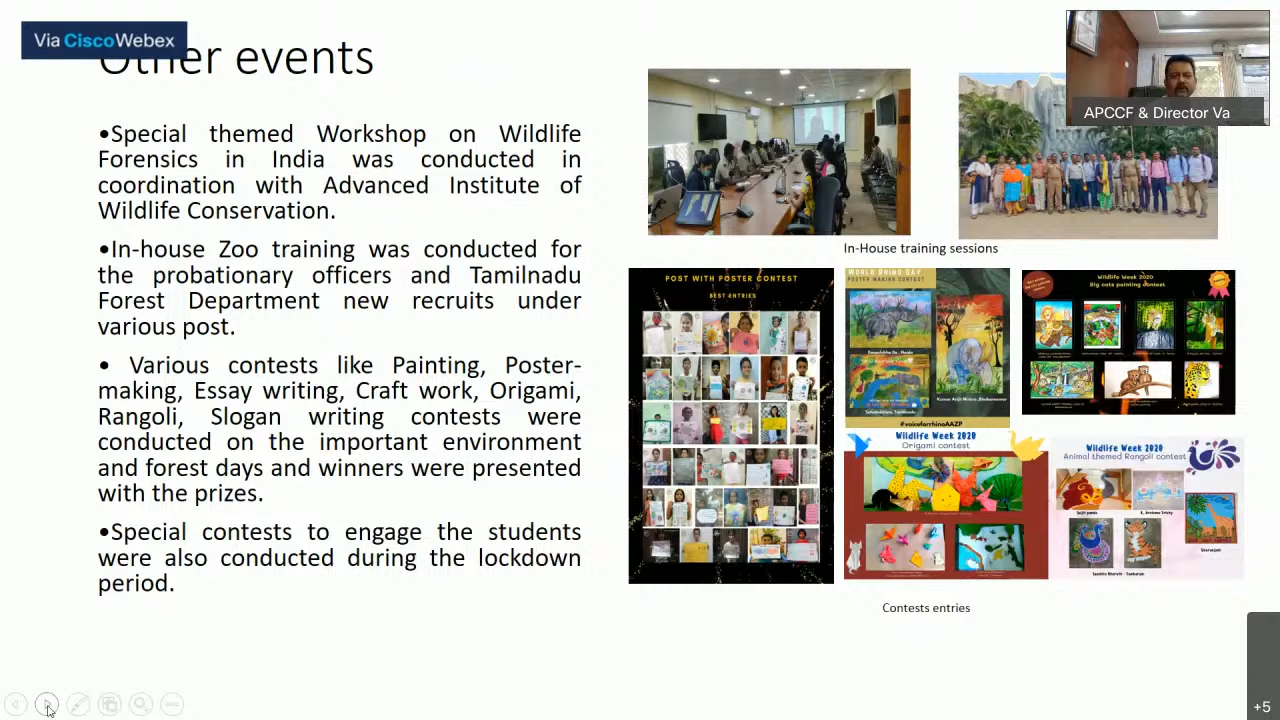 Via CiscoWebex
Other events
APCCF & Director Va
•Special themed Workshop on Wildlife
Forensics in India was conducted in
coordination with Advanced Institute of
Wildlife Conservation.
•In-house Zoo training was conducted for
the probationary officers and Tamilnadu
Forest Department new recruits under
various post.
• Various contests like Painting, Poster-
making, Essay writing, Craft work, Origami,
Rangoli, Slogan writing contests were
conducted on the important environment
and forest days and winners were presented
with the prizes.
•Special contests to engage the students
were also conducted during the lockdown
period.
In-House training sessions
POST WITH POSTER CONTEST
BEST ENTRIES
WORLD RHINO DAY
POSTER MAKING CONTEST
#voiceforrhinoAAZP
Wildlife Week 2020
Big cats painting contest
Wildlife Week 2020
Origami contest
Wildlife Week 2020
Animal themed Rangoli contest
Contests entries
+5